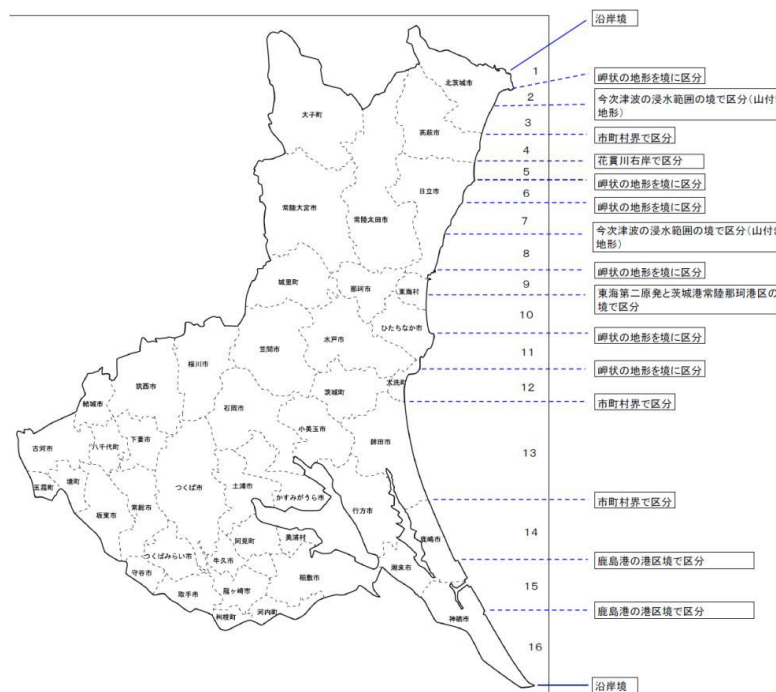 沿岸境
1
北茨城市
岬状の地形を境に区分
2
今次津波の浸水範囲の境で区分(山付き
地形)
大子町
3
高萩市
市町村界で区分
4
花貫川右岸で区分
5
岬状の地形を境に区分
日立市
6
岬状の地形を境に区分
常陸大宮市
常陸太田市
7
今次津波の浸水範囲の境で区分(山付き
地形)
8
岬状の地形を境に区分
城里町
那珂市
東海村
9
東海第二原発と茨城港常陸那珂港区の
境で区分
10
ひたちなか市
岬状の地形を境に区分
笠間市
水戸市
11
桜川市
岬状の地形を境に区分
筑西市
茨城町
大洗町
12
結城市
石岡市
市町村界で区分
小美玉市
鉾田市
古河市
八千代町
下妻市
13
五霞町
境町
つくば市
土浦市
かすみがうら市
市町村界で区分
坂東市
常総市
行方市
14
阿見町
美浦村
鹿嶋市
つくばみらい市
牛久市
鹿島港の港区境で区分
守谷市
潮来市
稲敷市
15
取手市
龍ヶ崎市
利根町
河内町
鹿島港の港区境で区分
神栖市
16
沿岸境